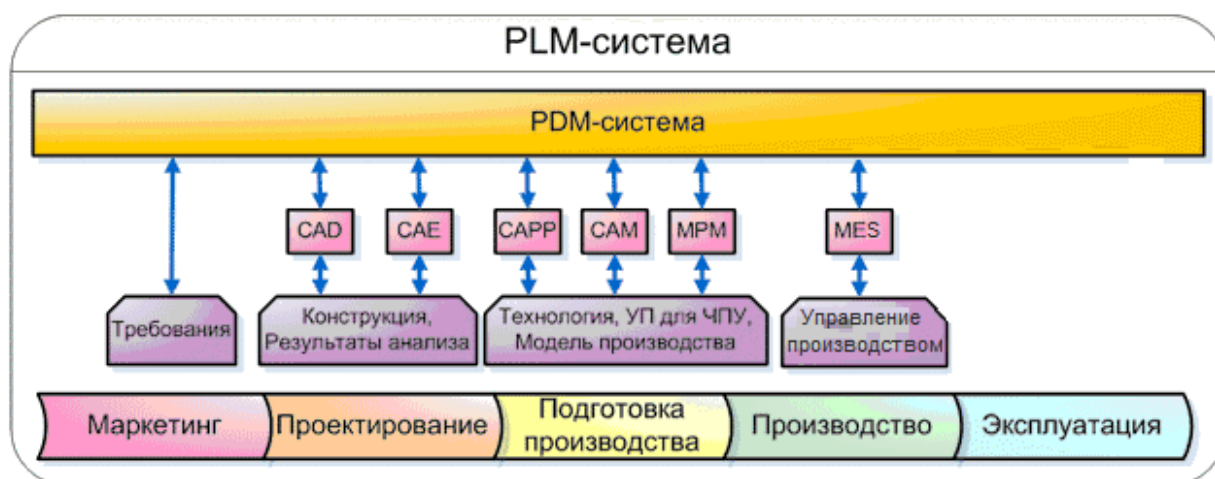 PLM-система
PDM-система
CAD
CAE
CAPP
CAM
MPM
MES
Требования
Конструкция,
Результаты анализа
Технология, УП для ЧПУ,
Модель производства
Управление
производством
Маркетинг
Проектирование
Подготовка
производства
Производство
Эксплуатация